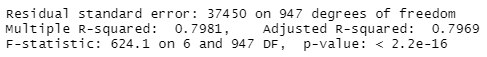 Residual standard error: 37450 on 947 degrees of freedom
Multiple R-squared:  0.7981,    Adjusted R-squared:  0.7969
F-statistic: 624.1 on 6 and 947 DF,  p-value: < 2.2e-16